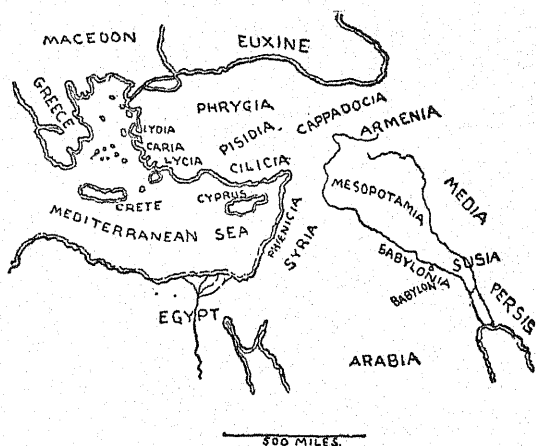 MACEDON
EUXINE
GREECE
PHRYGIA
PISIDIA.
CAPPADOCIA
ARMENIA
LYDIA
CARIA
LYCIA
CILICIA
MESOPOTAMIA
MEDIA
CRETE
CYPRUS
MEDITERRANEAN SEA
PHENICIA
SYRIA
BABYLONIA
BABYLON
SUSIA
PERSIS
EGYPT
ARABIA
500 MILES.